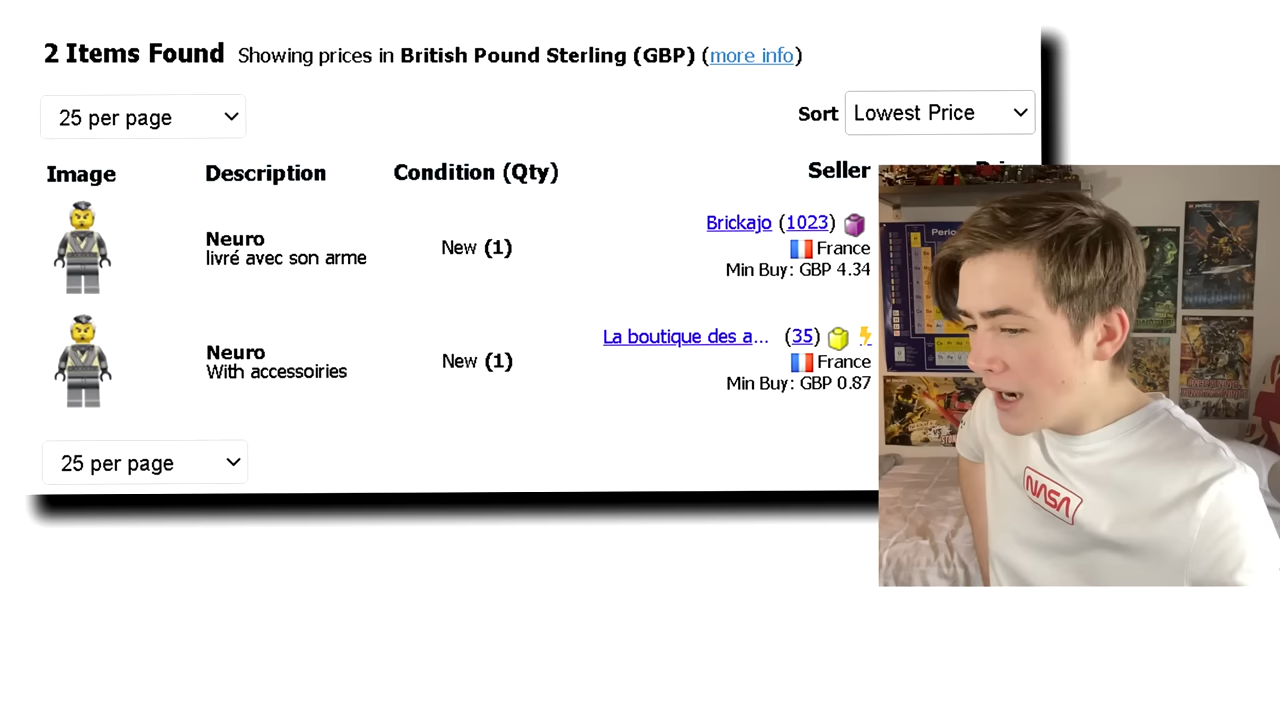 2 Items Found Showing prices in British Pound Sterling (GBP) (more info)
25 per page
Sort Lowest Price
Image Description Condition (Qty) Seller
Neuro
livré avec son arme
New (1)
Brickajo (1023)
France
Min Buy: GBP 4.34
Neuro
With accessoiries
New (1)
La boutique des a... (35)
France
Min Buy: GBP 0.87
25 per page
Perio
NASA